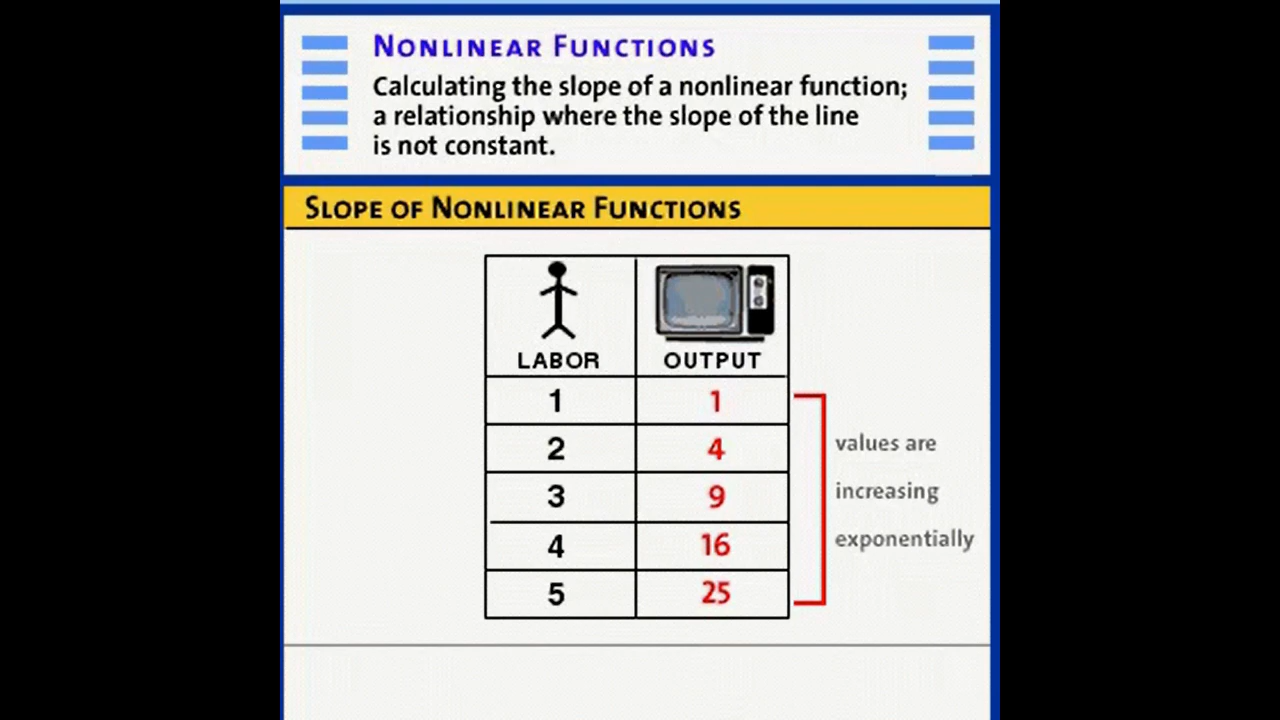 NONLINEAR FUNCTIONS
Calculating the slope of a nonlinear function;
a relationship where the slope of the line
is not constant.
SLOPE OF NONLINEAR FUNCTIONS
LABOR OUTPUT
1 1
2 4
3 9
4 16
5 25
values are
increasing
exponentially